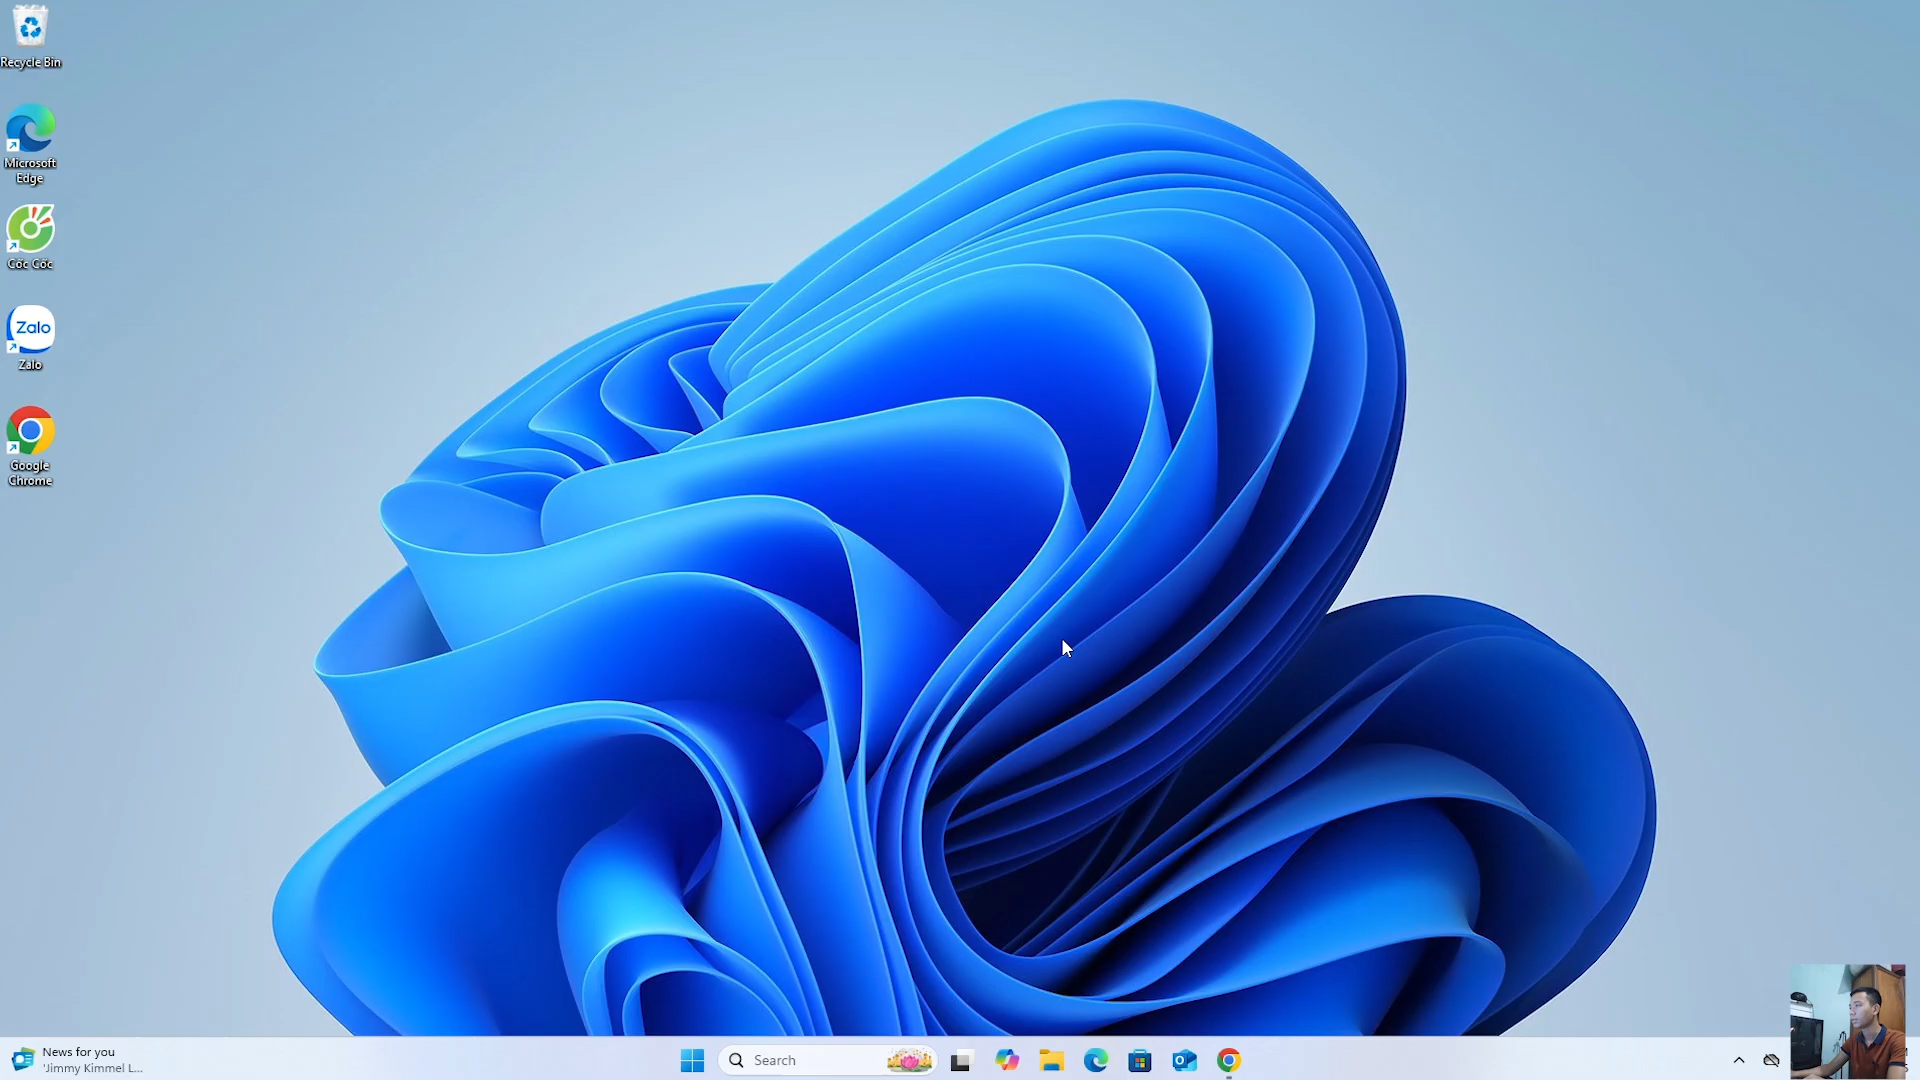 Recycle Bin
Microsoft
Edge
Cốc Cốc
Zalo
Zalo
Google
Chrome
News for you
'Jimmy Kimmel L...
Search